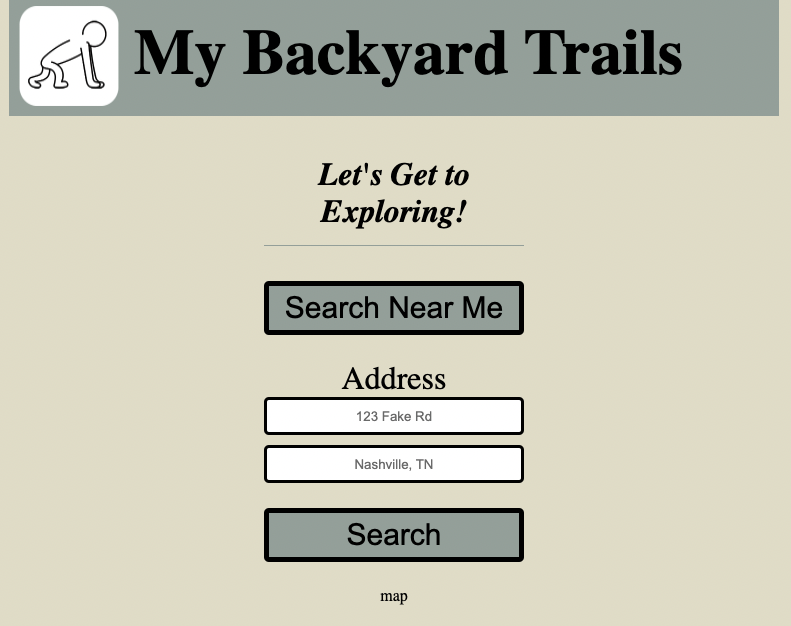 My Backyard Trails
Let's Get to
Exploring!
Search Near Me
Address
123 Fake Rd
Nashville, TN
Search
map